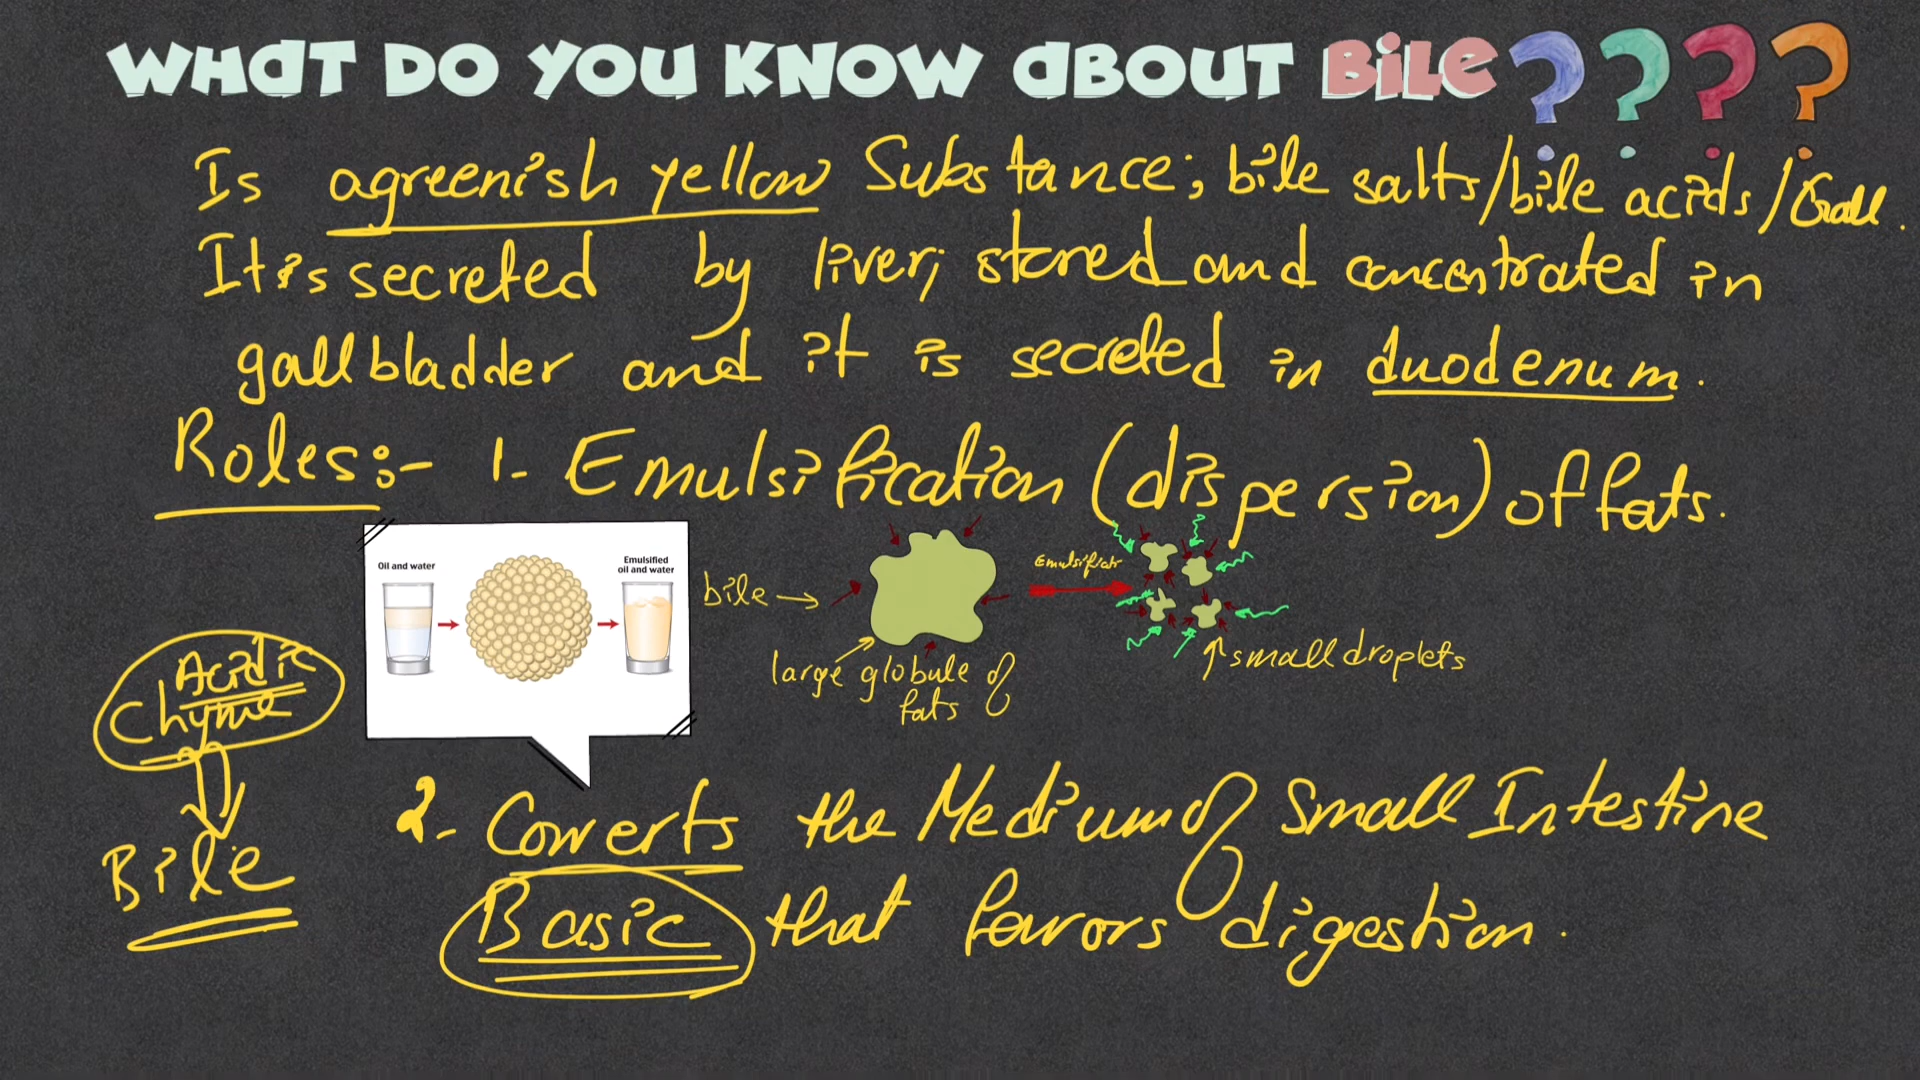 WHAT DO YOU KNOW ABOUT BILE????
Is a greenish yellow Substance; bile salts/bile acids/Gall.
It is secreted by liver; stored and concentrated in
gall bladder and it is secreted in duodenum.
Roles:- 1- Emulsification (dispersion) of fats.
Oil and water
Emulsified
oil and water
bile →
Emulsificatn
large globule of
fats
↑small droplets
Acidic
Chyme
Bile
2- Converts the Medium of Small Intestine
Basic that favors digestion.